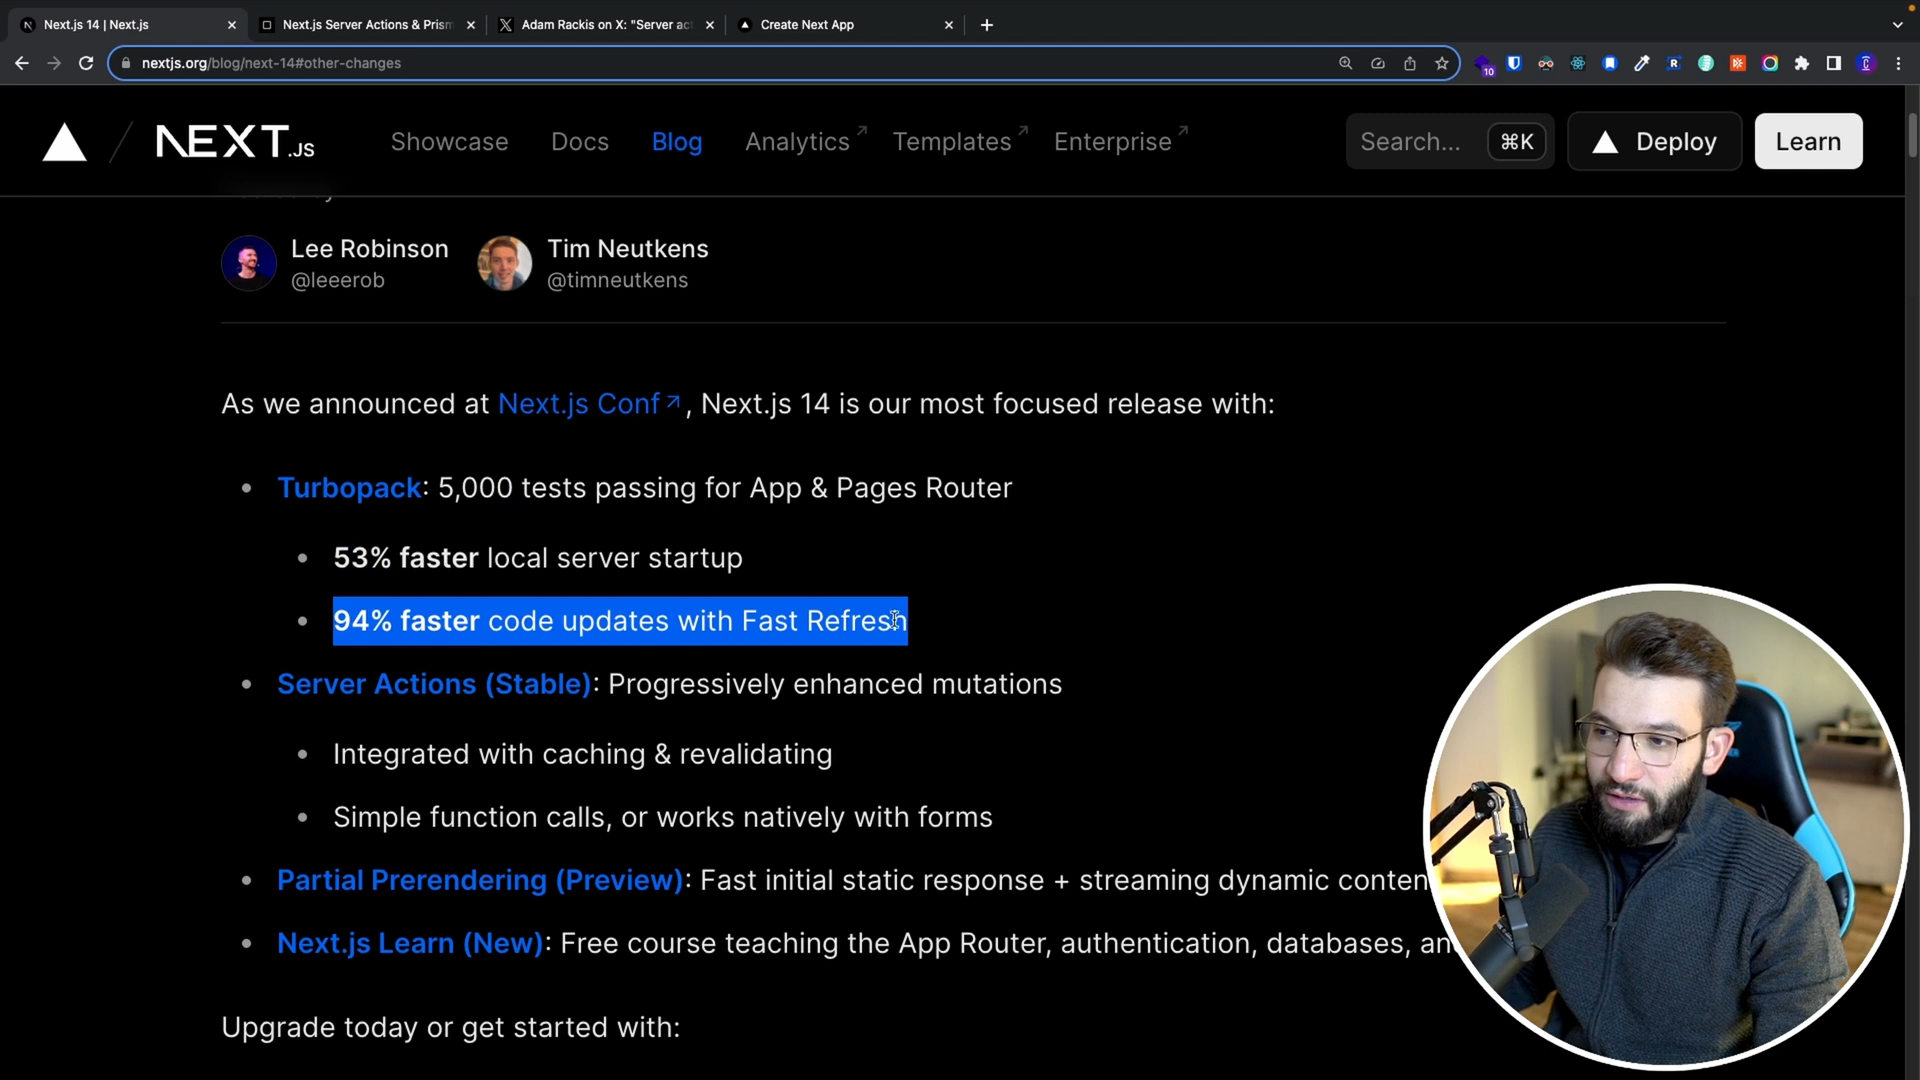 Next.js 14 | Next.js
Next.js Server Actions & Prism
Adam Rackis on X: "Server ac
Create Next App
nextjs.org/blog/next-14#other-changes
10
NEXT.JS
Showcase
Docs
Blog
Analytics
Templates
Enterprise
Search...
⌘K
Deploy
Learn
Lee Robinson
@leeerob
Tim Neutkens
@timneutkens
As we announced at Next.js Conf, Next.js 14 is our most focused release with:
Turbopack: 5,000 tests passing for App & Pages Router
53% faster local server startup
94% faster code updates with Fast Refresh
Server Actions (Stable): Progressively enhanced mutations
Integrated with caching & revalidating
Simple function calls, or works natively with forms
Partial Prerendering (Preview): Fast initial static response + streaming dynamic conten
Next.js Learn (New): Free course teaching the App Router, authentication, databases, an
Upgrade today or get started with: